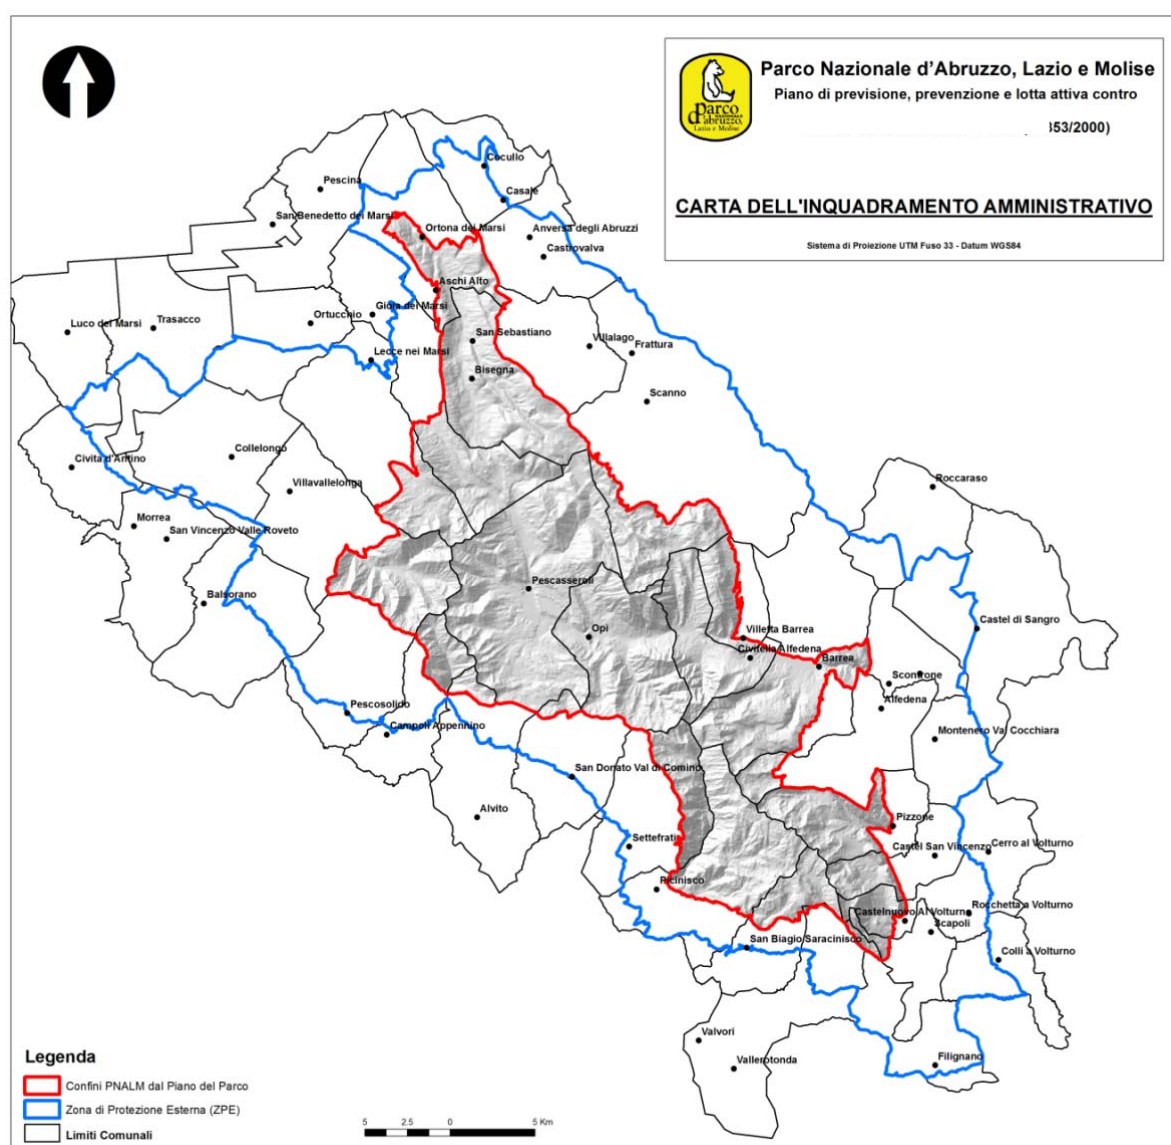 Parco Nazionale d'Abruzzo, Lazio e Molise
Piano di previsione, prevenzione e lotta attiva contro
353/2000)
Parco
NAZIONALE
d'abruzzo,
Lazio e Molise
CARTA DELL'INQUADRAMENTO AMMINISTRATIVO
Sistema di Proiezione UTM Fuso 33 - Datum WGS84
Cocullo
Pescina
Casale
San Benedetto dei Marsi
Ortona dei Marsi
Anversa degli Abruzzi
Castrovalva
Aschi Alto
Gioia dei Marsi
Ortucchio
Luco dei Marsi
Trasacco
San Sebastiano
Villalago
Frattura
Lecce nei Marsi
Bisegna
Scanno
Collelongo
Civita d'Antino
Villavallelonga
Roccaraso
Morrea
San Vincenzo Valle Roveto
Pescasseroli
Balsorano
Opi
Villetta Barrea
Castel di Sangro
Civitella Alfedena
Barrea
Scontrone
Alfedena
Pescosolido
Campoli Appennino
Montenero Val Cocchiara
San Donato Val di Comino
Alvito
Pizzone
Settefrati
Castel San Vincenzo
Cerro al Volturno
Picinisco
Castelnuovo Al Volturno
Rocchetta a Volturno
Scapoli
San Biagio Saracinisco
Colli a Volturno
Valvori
Vallerotonda
Filignano
Legenda
Confini PNALM dal Piano del Parco
Zona di Protezione Esterna (ZPE)
Limiti Comunali
5 2.5 0 5 Km